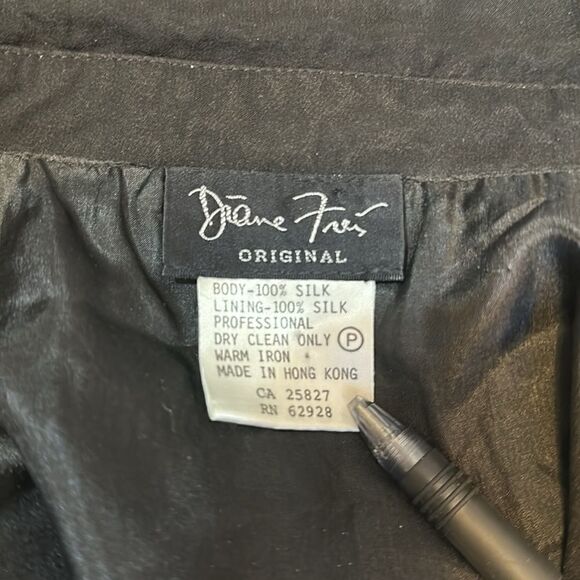 Diane Freis
ORIGINAL
BODY-100% SILK
LINING-100% SILK
PROFESSIONAL
DRY CLEAN ONLY Ⓟ
WARM IRON
MADE IN HONG KONG
CA 25827
RN 62928